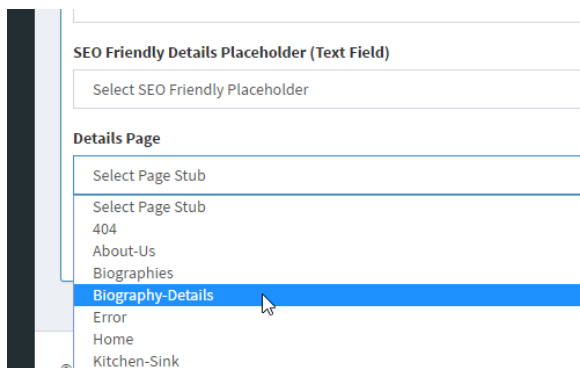 SEO Friendly Details Placeholder (Text Field)
Select SEO Friendly Placeholder
Details Page
Select Page Stub
Select Page Stub
404
About-Us
Biographies
Biography-Details
Error
Home
Kitchen-Sink